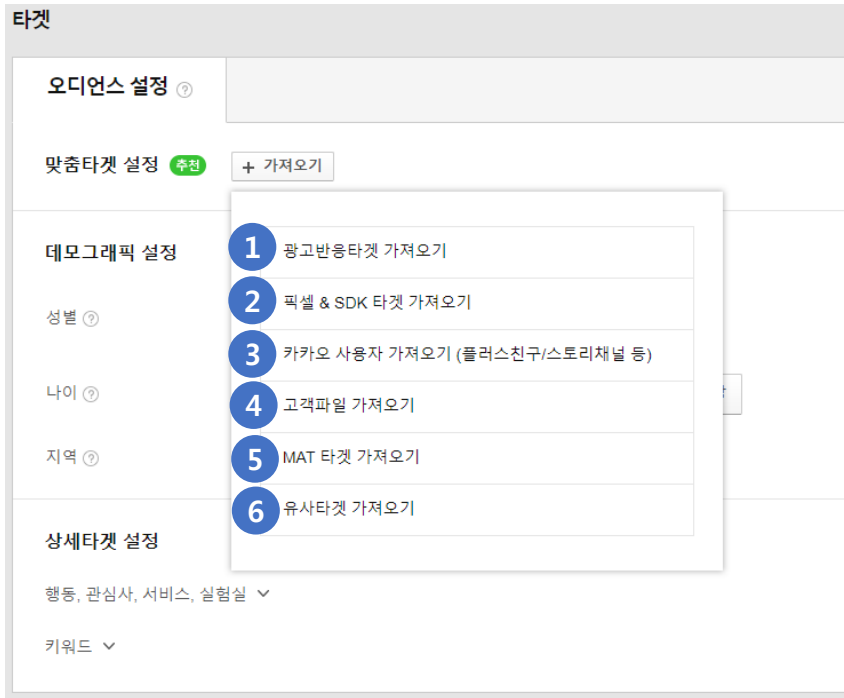 타겟
오디언스 설정 ?
맞춤타겟 설정 추천 + 가져오기
1 광고반응타겟 가져오기
데모그래픽 설정
2 픽셀 & SDK 타겟 가져오기
성별 ?
3 카카오 사용자 가져오기 (플러스친구/스토리채널 등)
나이 ?
4 고객파일 가져오기
지역 ?
5 MAT 타겟 가져오기
6 유사타겟 가져오기
상세타겟 설정
행동, 관심사, 서비스, 실험실
키워드